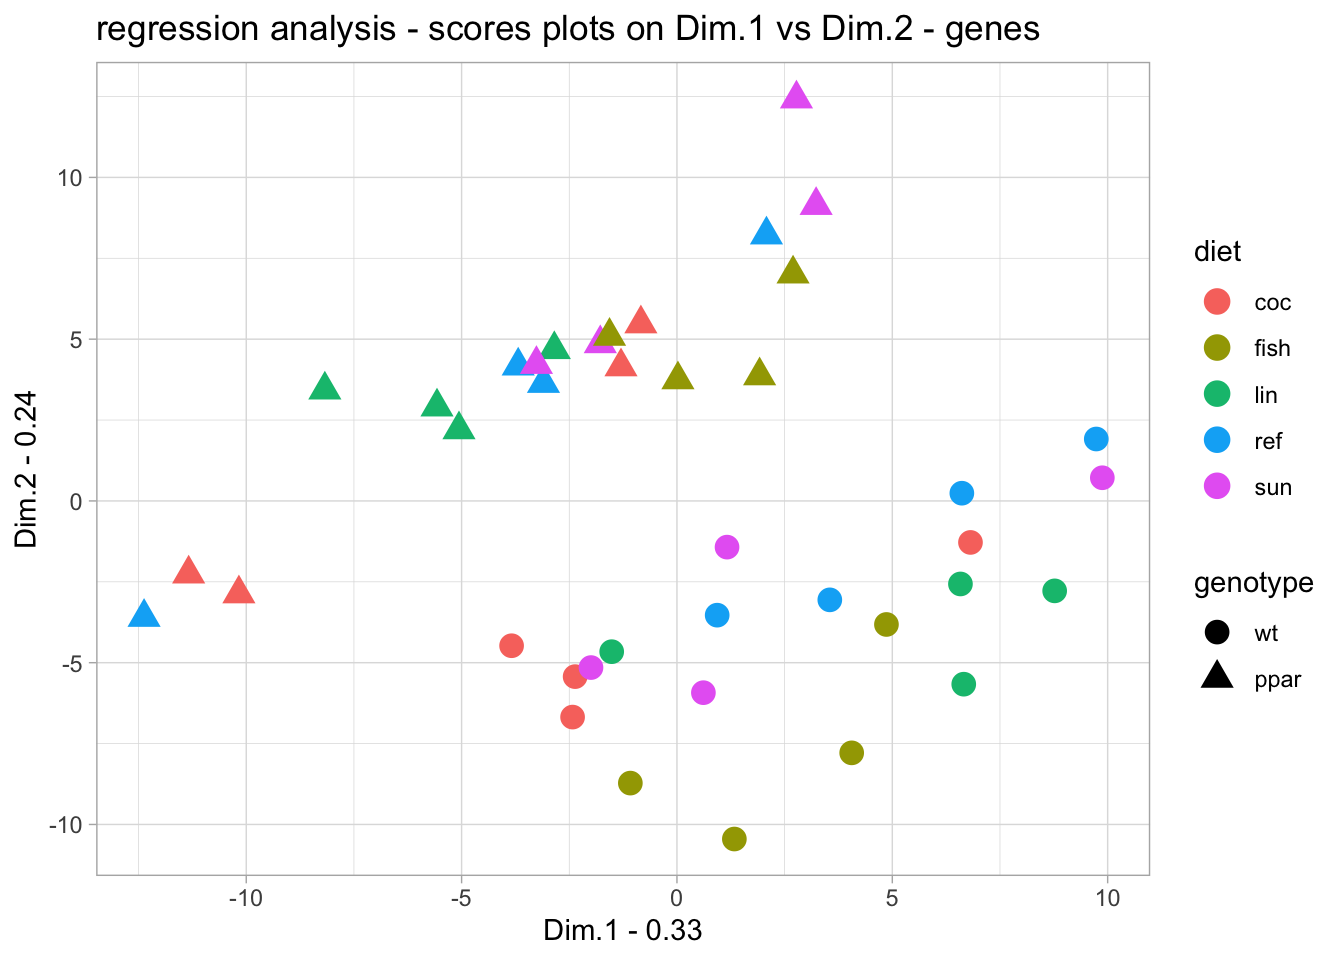 regression analysis - scores plots on Dim.1 vs Dim.2 - genes
10
5
0
-5
-10
Dim.2 - 0.24
-10
-5
0
5
10
Dim.1 - 0.33
diet
coc
fish
lin
ref
sun
genotype
wt
ppar